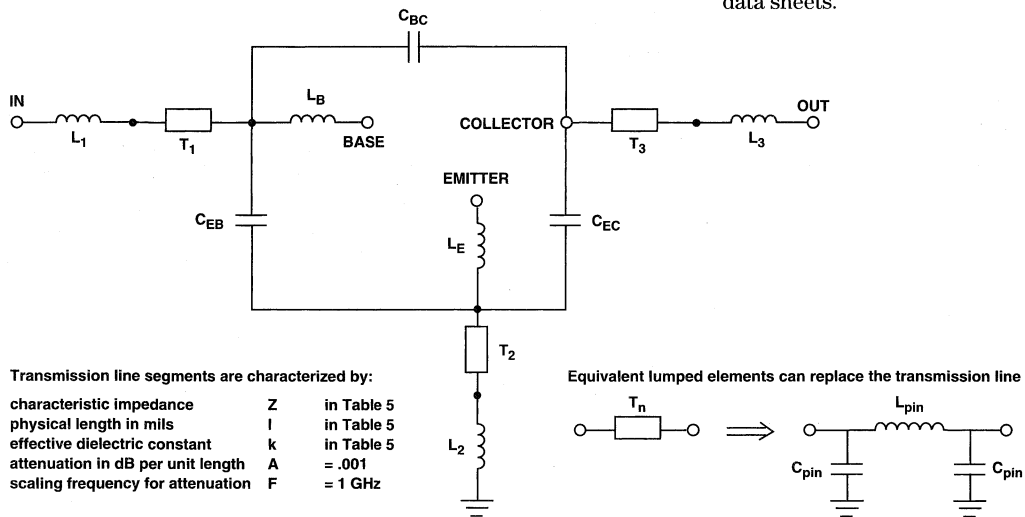 data sheets.
C_BC
IN
L_1
T_1
L_B
BASE
COLLECTOR
T_3
L_3
OUT
EMITTER
C_EB
L_E
C_EC
T_2
L_2
Transmission line segments are characterized by:
characteristic impedance Z in Table 5
physical length in mils l in Table 5
effective dielectric constant k in Table 5
attenuation in dB per unit length A = .001
scaling frequency for attenuation F = 1 GHz
Equivalent lumped elements can replace the transmission line
T_n
L_pin
C_pin
C_pin